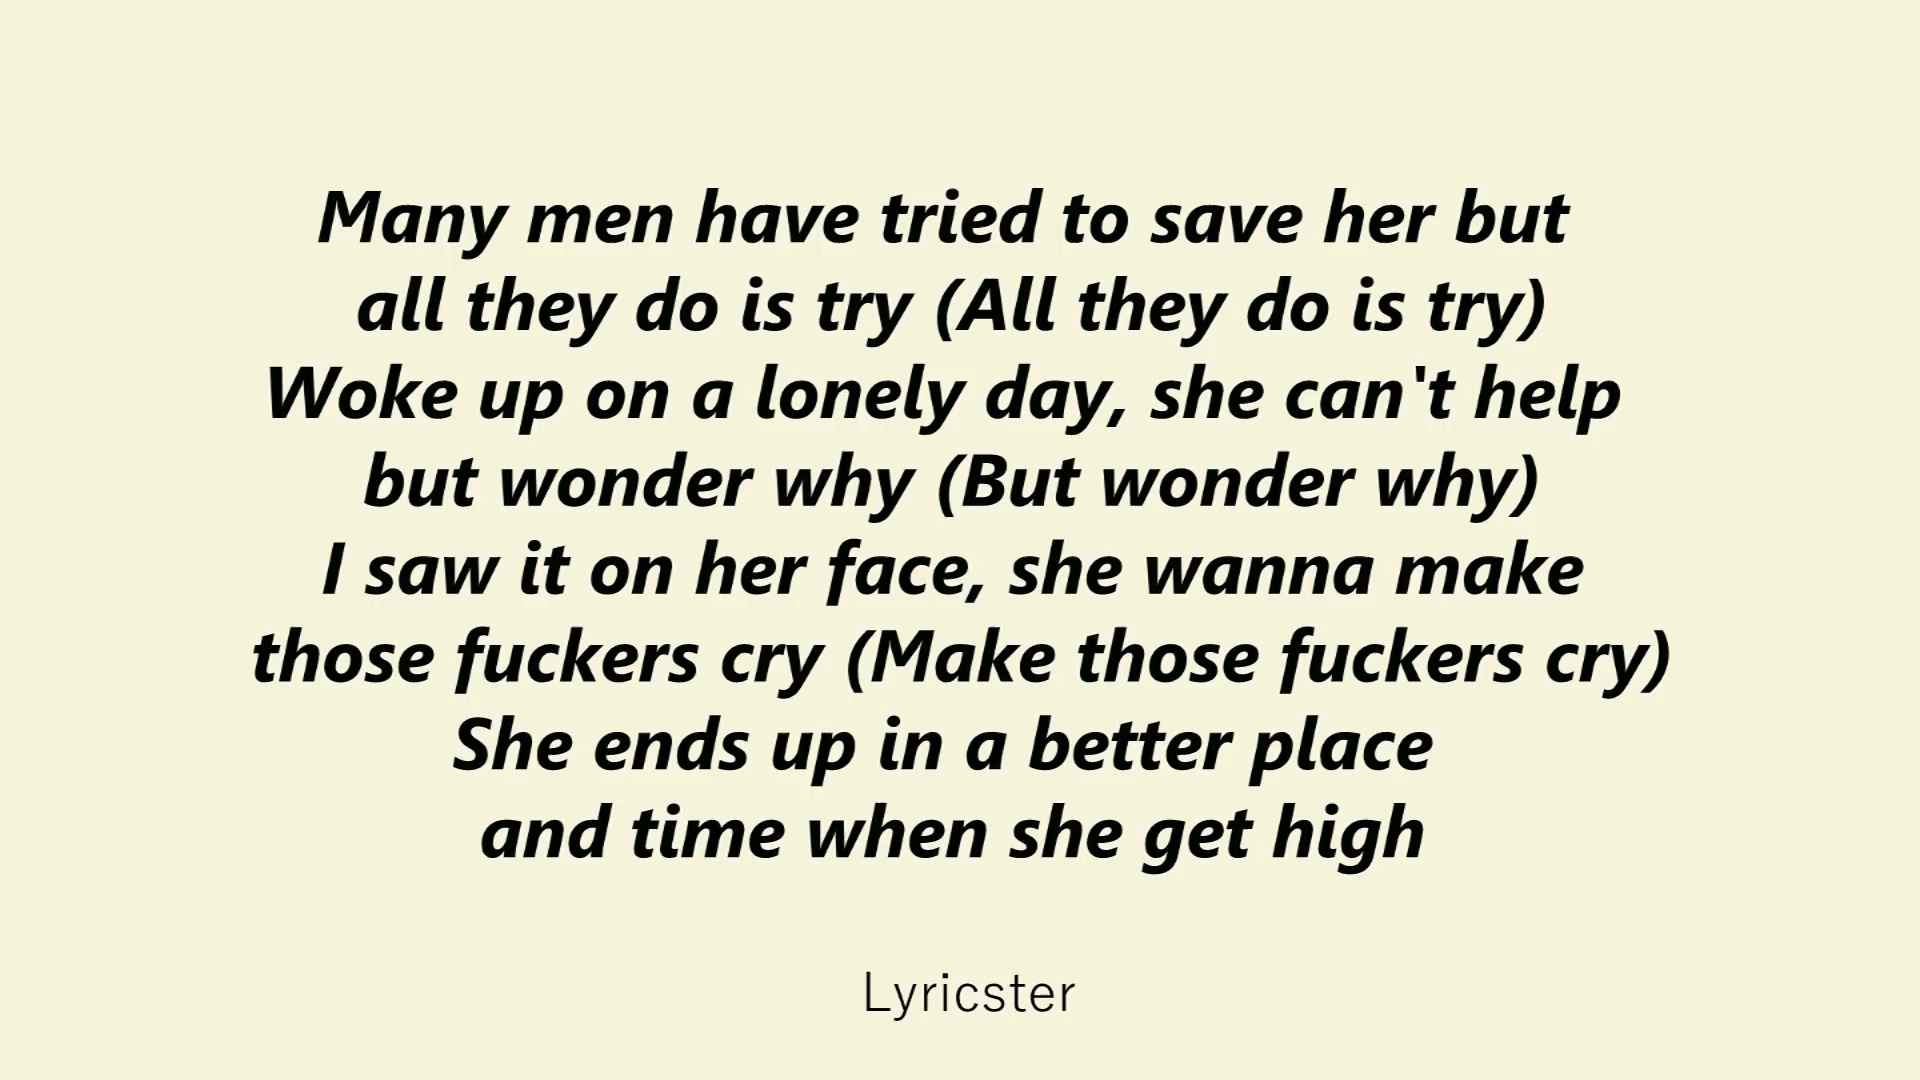 Many men have tried to save her but
all they do is try (All they do is try)
Woke up on a lonely day, she can't help
but wonder why (But wonder why)
I saw it on her face, she wanna make
those fuckers cry (Make those fuckers cry)
She ends up in a better place
and time when she get high
Lyricster